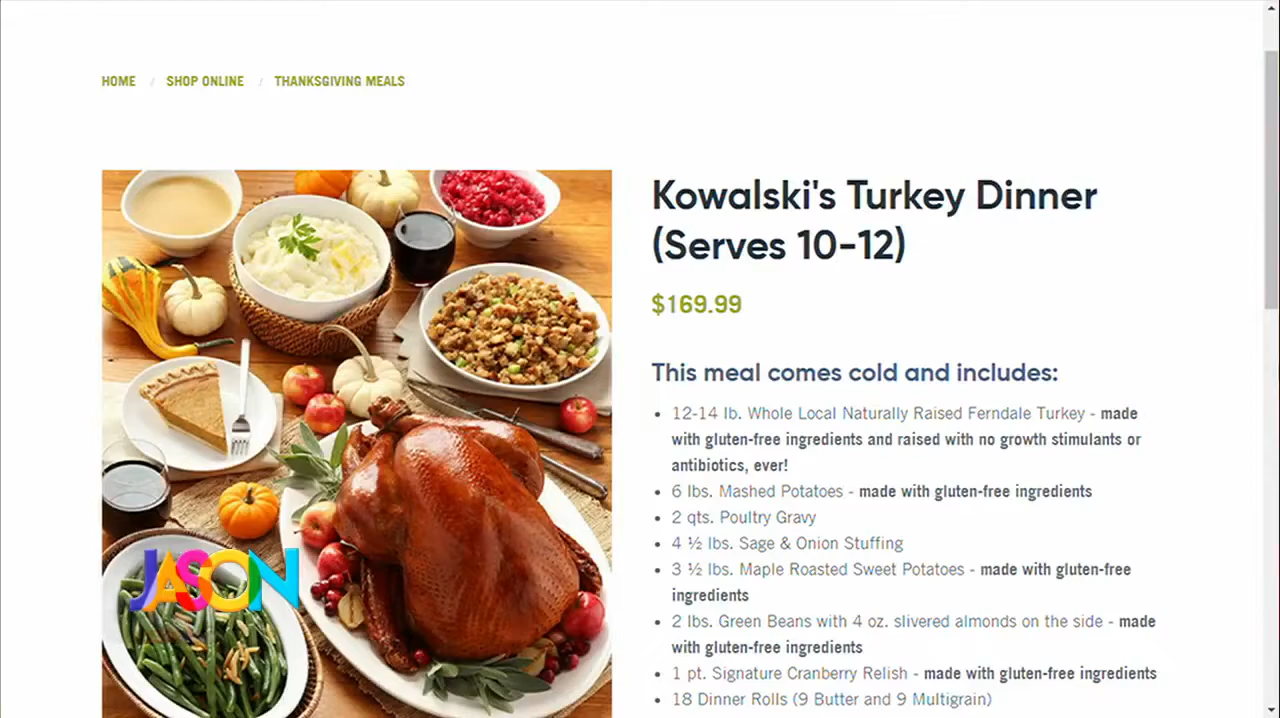 HOME / SHOP ONLINE / THANKSGIVING MEALS
Kowalski's Turkey Dinner
(Serves 10-12)
$169.99
This meal comes cold and includes:
• 12-14 lb. Whole Local Naturally Raised Ferndale Turkey - made
with gluten-free ingredients and raised with no growth stimulants or
antibiotics, ever!
• 6 lbs. Mashed Potatoes - made with gluten-free ingredients
• 2 qts. Poultry Gravy
• 4 ½ lbs. Sage & Onion Stuffing
• 3 ½ lbs. Maple Roasted Sweet Potatoes - made with gluten-free
ingredients
• 2 lbs. Green Beans with 4 oz. slivered almonds on the side - made
with gluten-free ingredients
• 1 pt. Signature Cranberry Relish - made with gluten-free ingredients
• 18 Dinner Rolls (9 Butter and 9 Multigrain)
JASON